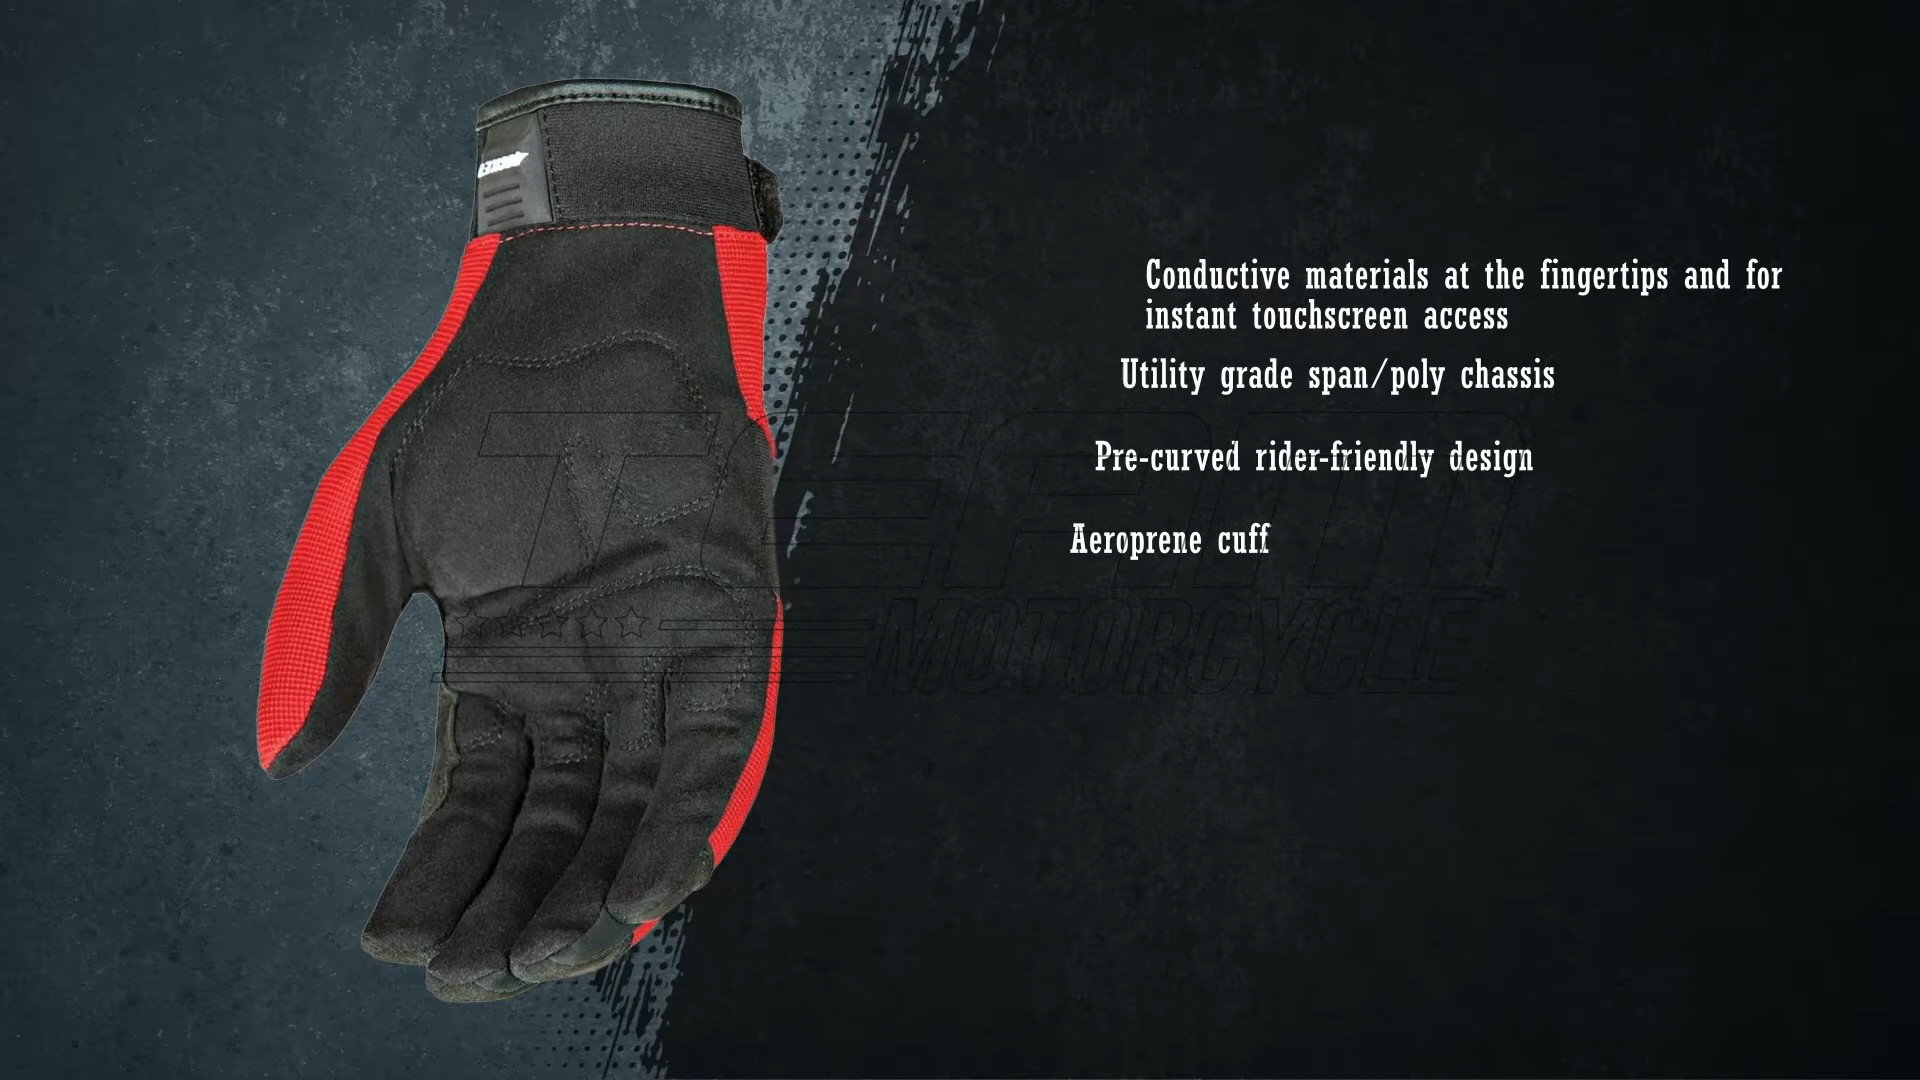 Conductive materials at the fingertips and for
instant touchscreen access
Utility grade span/poly chassis
Pre-curved rider-friendly design
Aeroprene cuff
TEAM
MOTORCYCLE